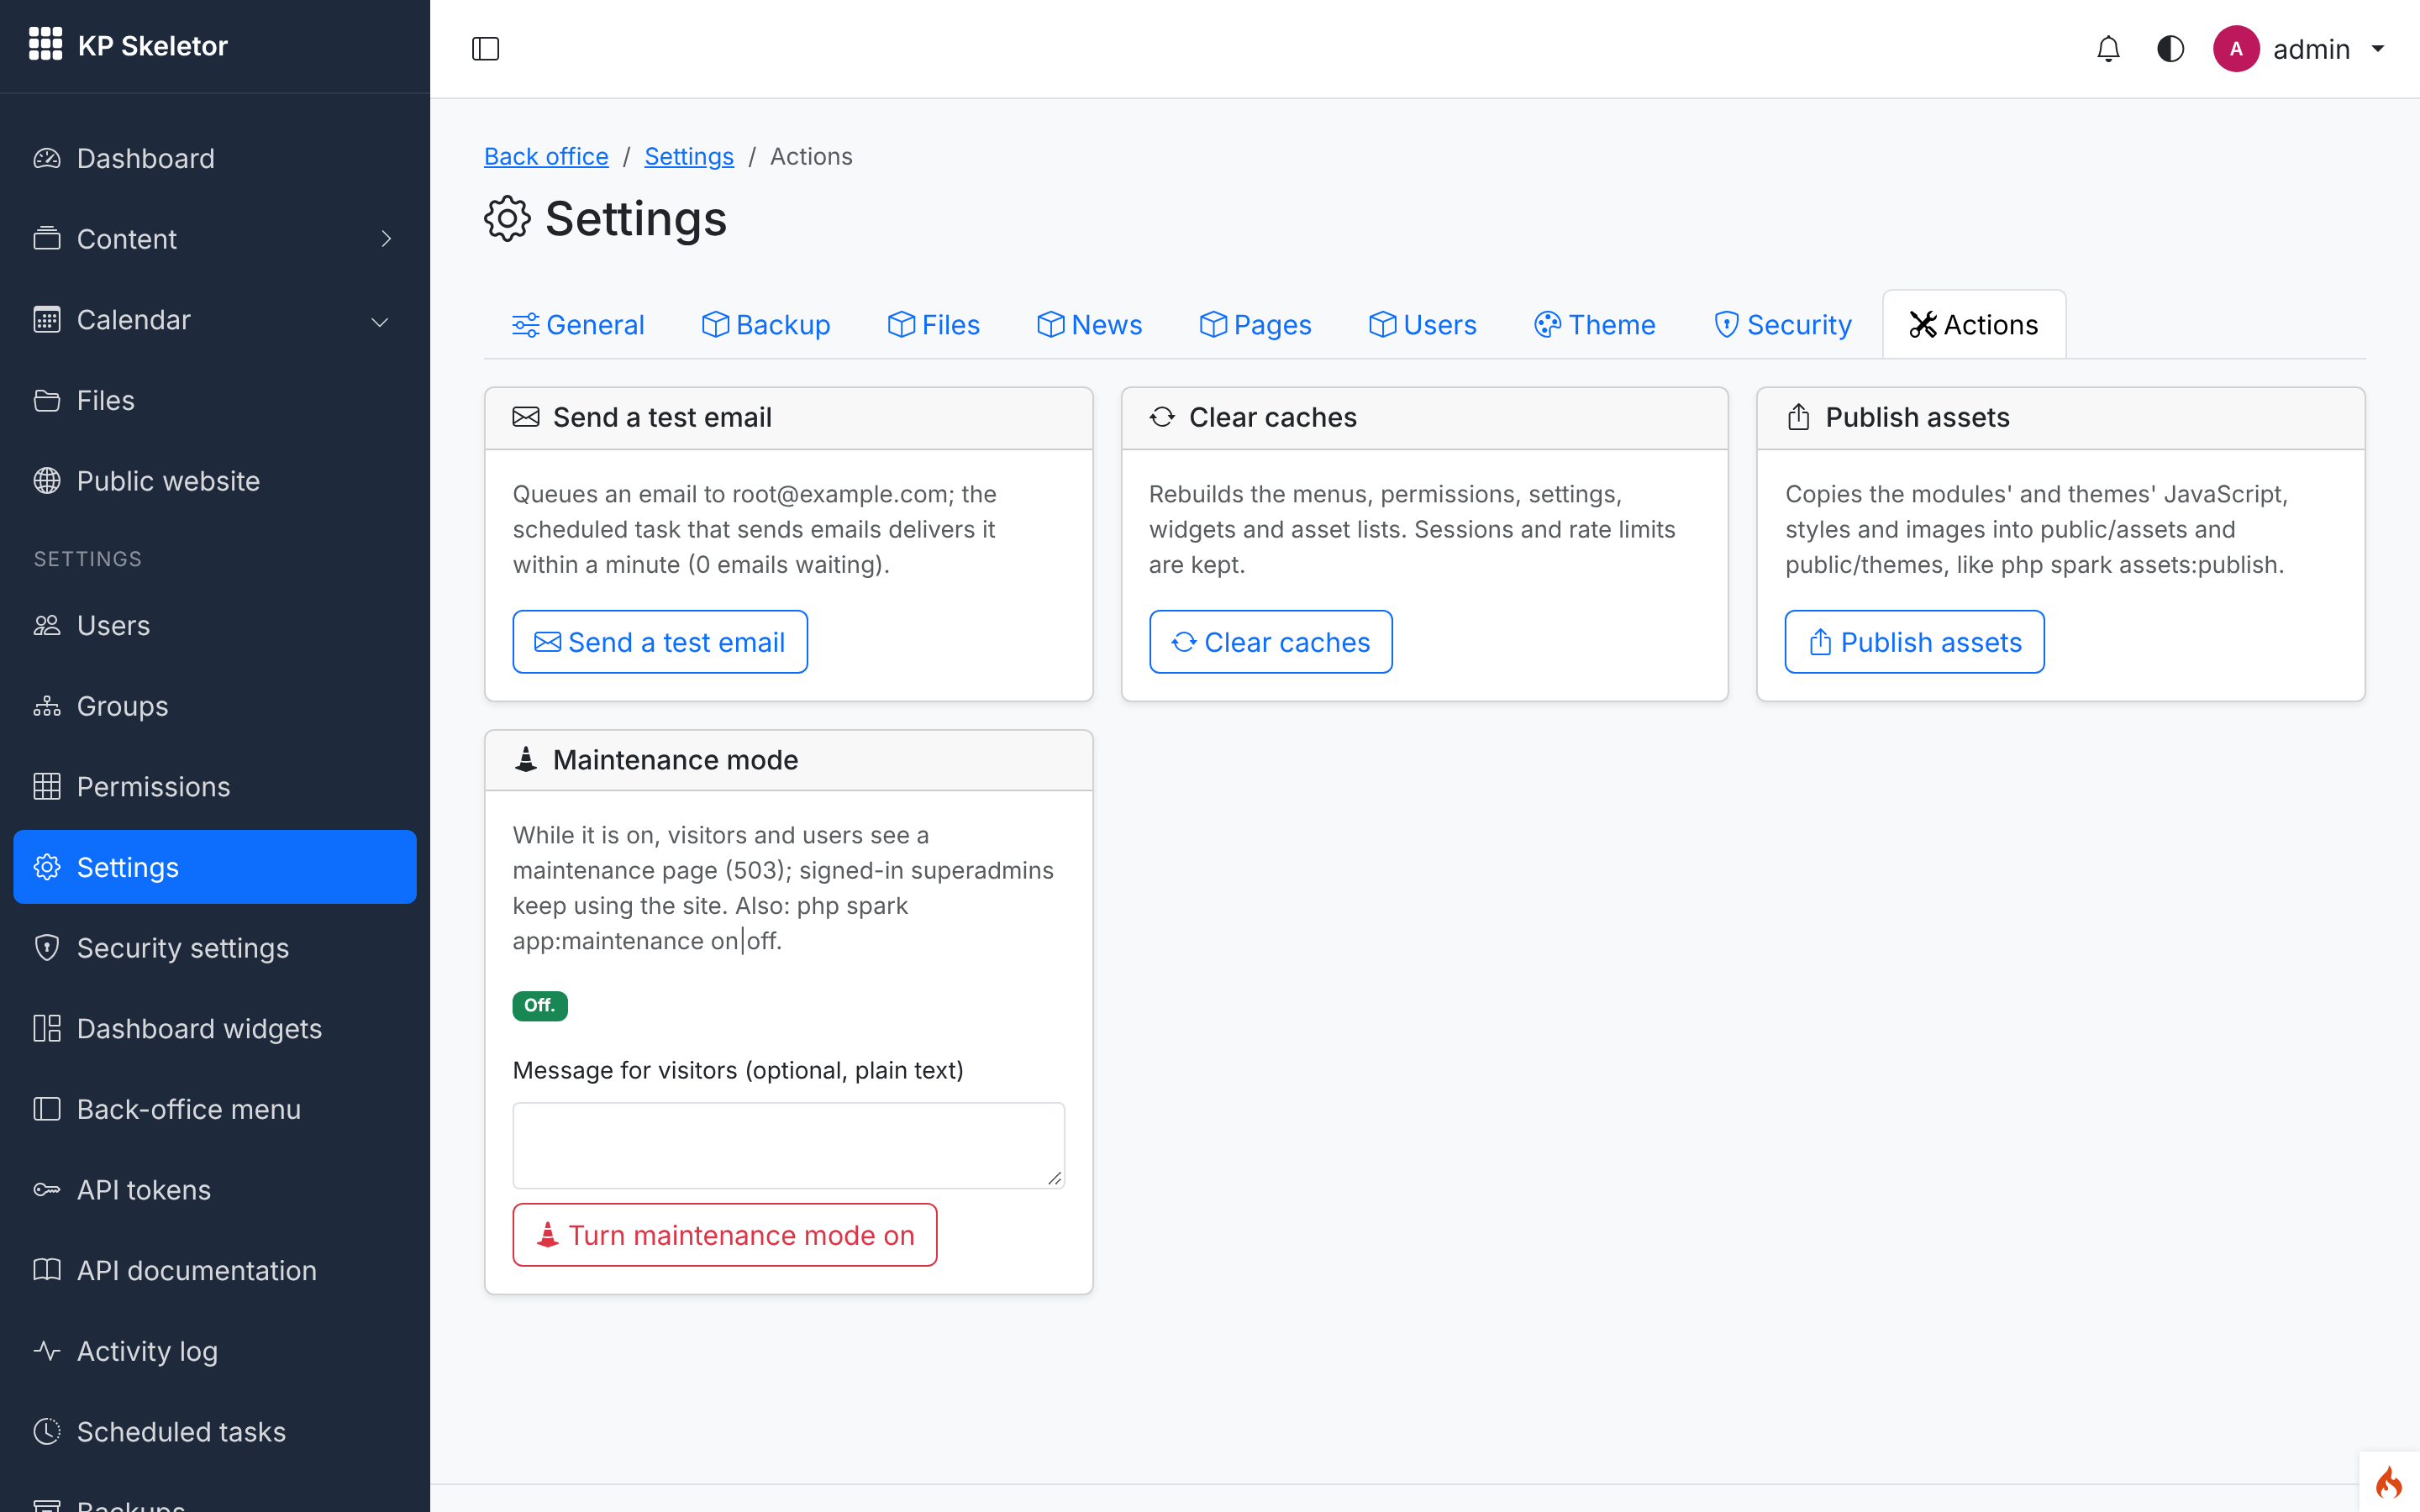 KP Skeletor
A
admin
Dashboard
Content
Calendar
Files
Public website
SETTINGS
Users
Groups
Permissions
Settings
Security settings
Dashboard widgets
Back-office menu
API tokens
API documentation
Activity log
Scheduled tasks
Backups
Back office / Settings / Actions
Settings
General
Backup
Files
News
Pages
Users
Theme
Security
Actions
Send a test email
Queues an email to root@example.com; the
scheduled task that sends emails delivers it
within a minute (0 emails waiting).
Send a test email
Clear caches
Rebuilds the menus, permissions, settings,
widgets and asset lists. Sessions and rate limits
are kept.
Clear caches
Publish assets
Copies the modules' and themes' JavaScript,
styles and images into public/assets and
public/themes, like php spark assets:publish.
Publish assets
Maintenance mode
While it is on, visitors and users see a
maintenance page (503); signed-in superadmins
keep using the site. Also: php spark
app:maintenance on|off.
Off.
Message for visitors (optional, plain text)
Turn maintenance mode on